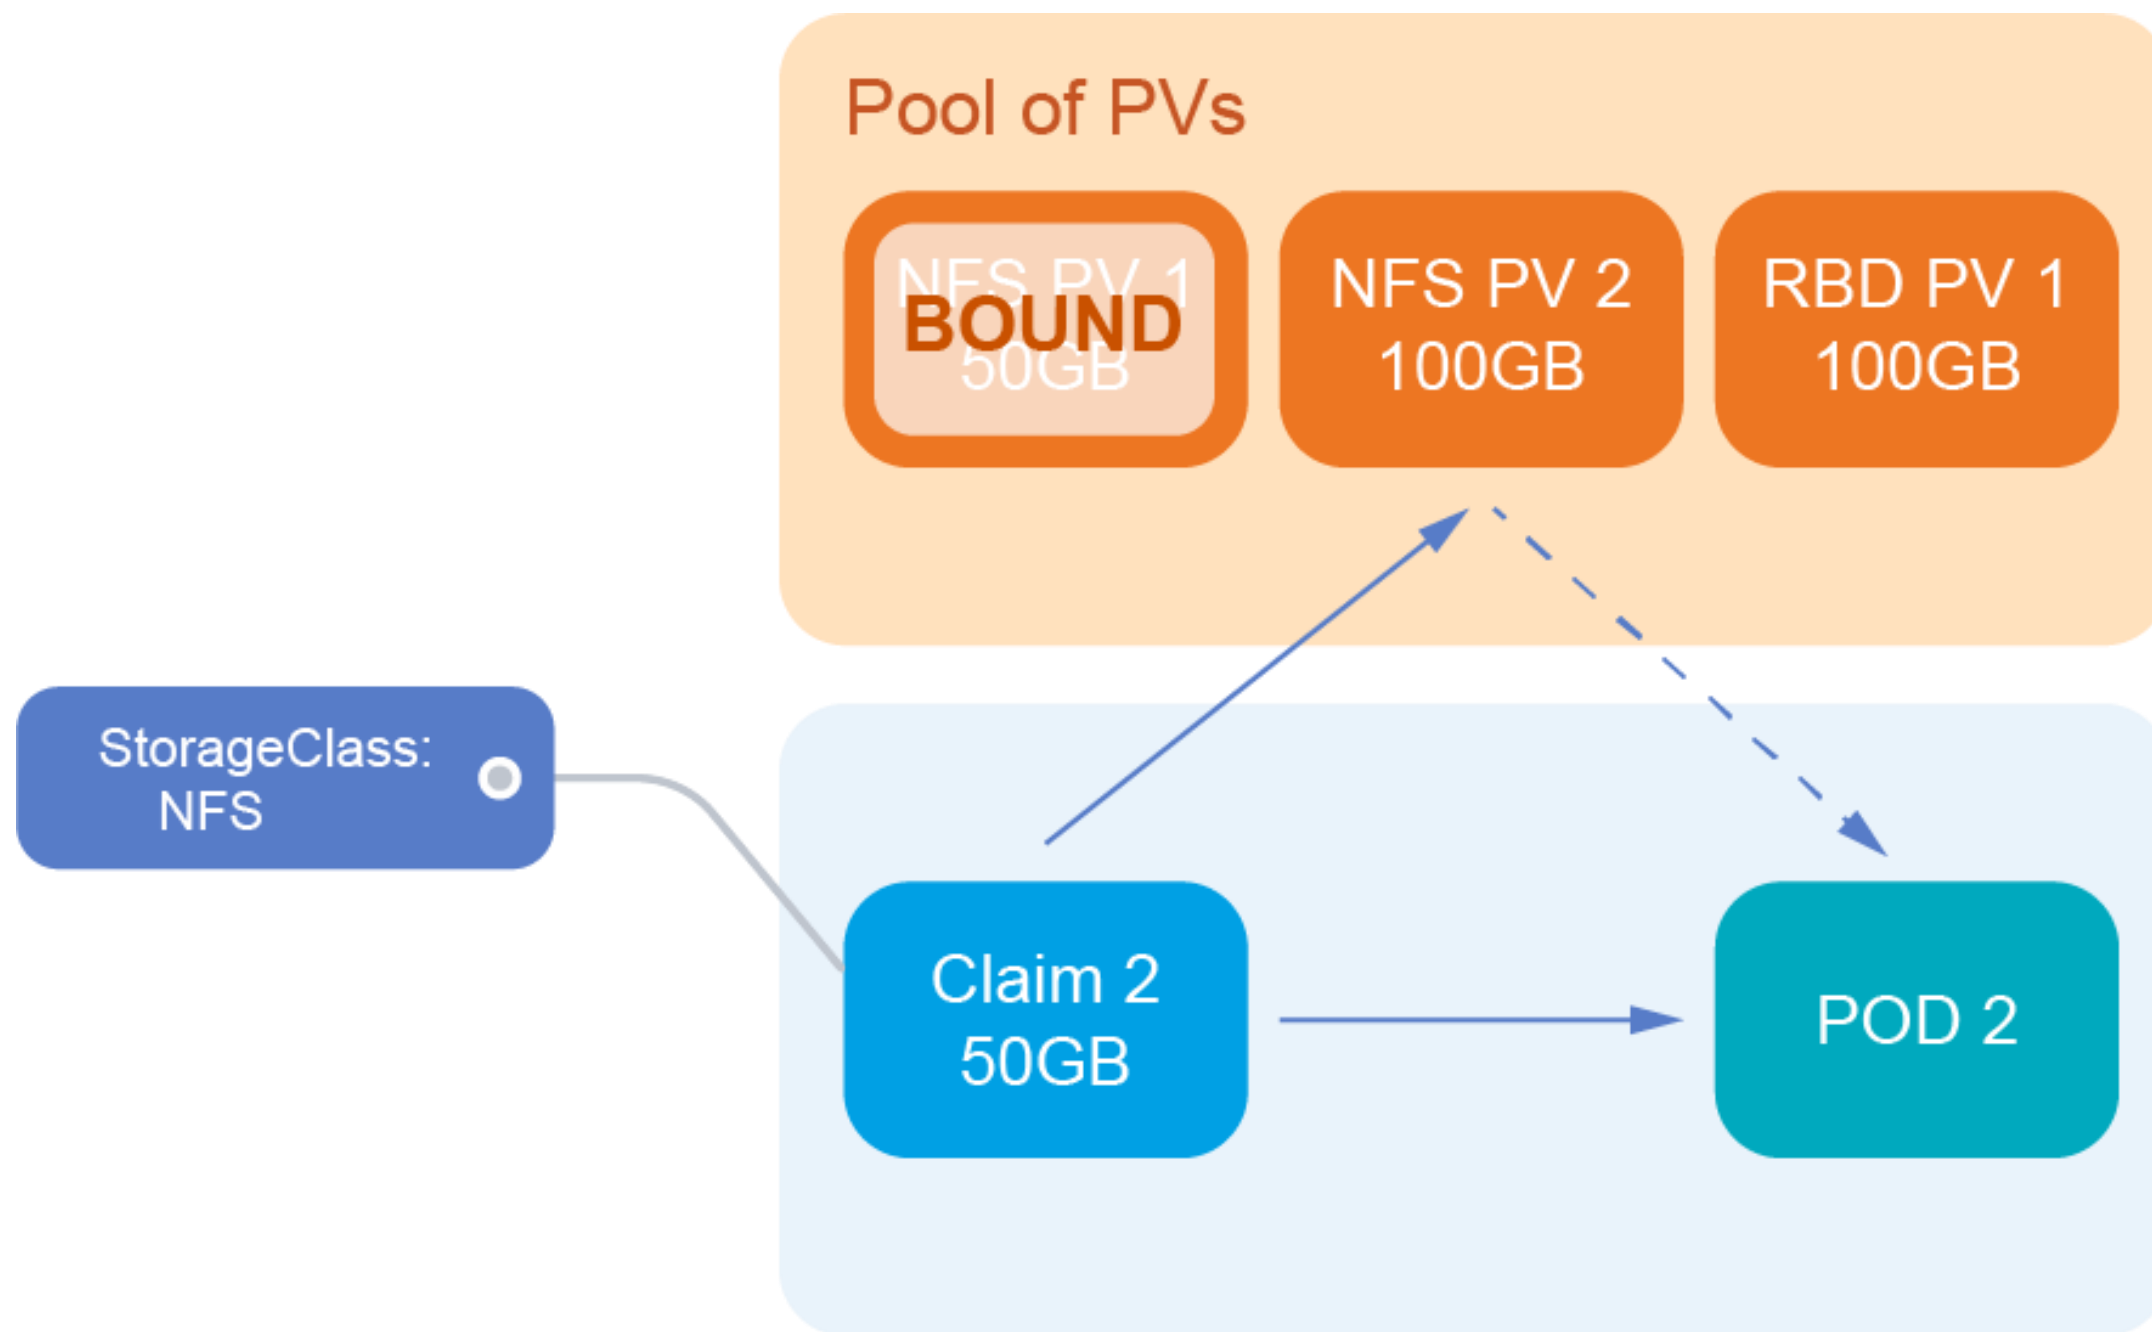 Pool of PVs
NFS PV 1
BOUND
50GB
NFS PV 2
100GB
RBD PV 1
100GB
StorageClass:
NFS
Claim 2
50GB
POD 2